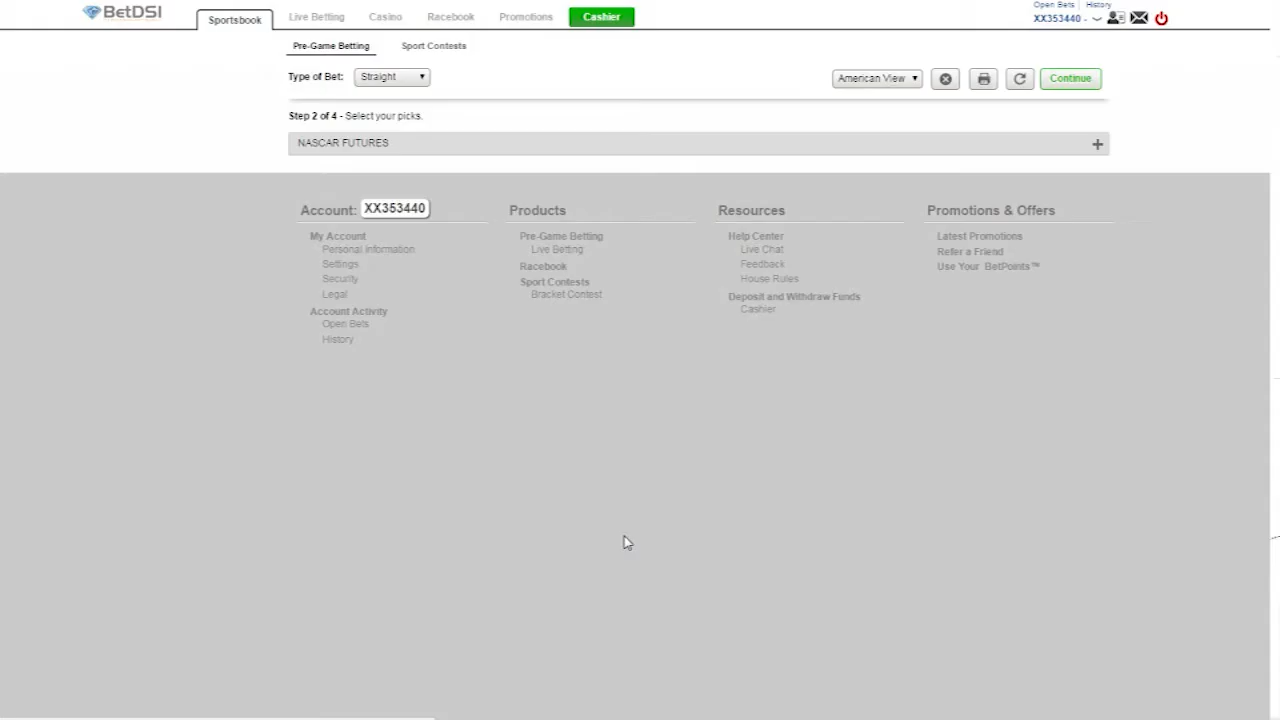 BetDSI
Sportsbook
Live Betting
Casino
Racebook
Promotions
Cashier
Open Bets | History
XX353440 -
Pre-Game Betting
Sport Contests
Type of Bet: Straight
American View
Continue
Step 2 of 4 - Select your picks.
NASCAR FUTURES
Account: XX353440
My Account
Personal Information
Settings
Security
Legal
Account Activity
Open Bets
History
Products
Pre-Game Betting
Live Betting
Racebook
Sport Contests
Bracket Contest
Resources
Help Center
Live Chat
Feedback
House Rules
Deposit and Withdraw Funds
Cashier
Promotions & Offers
Latest Promotions
Refer a Friend
Use Your BetPoints™